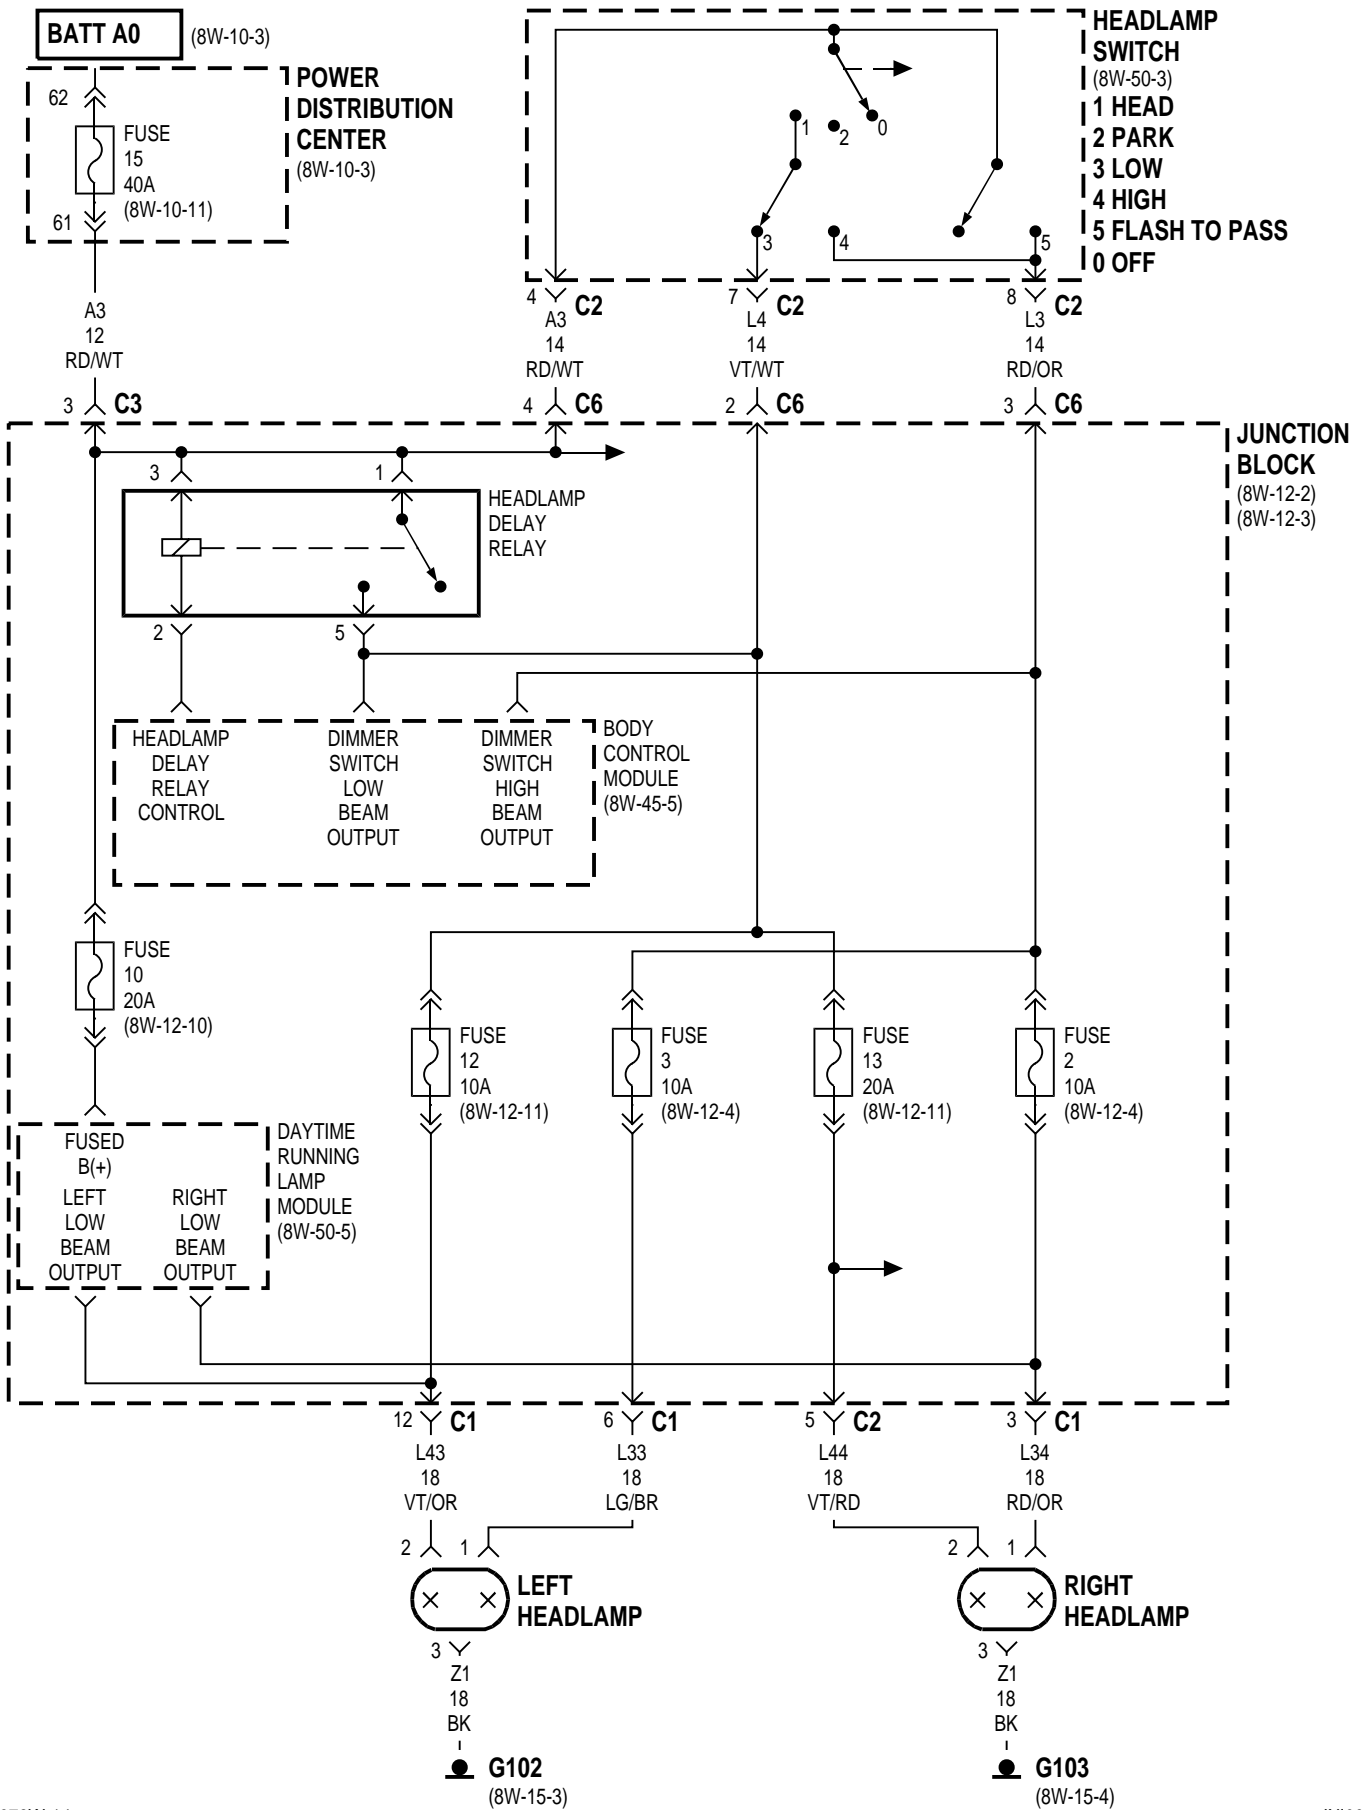 BATT A0 (8W-10-3)
POWER
DISTRIBUTION
CENTER
(8W-10-3)
62
FUSE
15
40A
(8W-10-11)
61
A3
12
RD/WT
3 C3
HEADLAMP
SWITCH
(8W-50-3)
1 HEAD
2 PARK
3 LOW
4 HIGH
5 FLASH TO PASS
0 OFF
1 2 0
3 4 5
4 C2 7 C2 8 C2
A3 L4 L3
14 14 14
RD/WT VT/WT RD/OR
4 C6 2 C6 3 C6
JUNCTION
BLOCK
(8W-12-2)
(8W-12-3)
3 1
HEADLAMP
DELAY
RELAY
2 5
HEADLAMP
DELAY
RELAY
CONTROL
DIMMER
SWITCH
LOW
BEAM
OUTPUT
DIMMER
SWITCH
HIGH
BEAM
OUTPUT
BODY
CONTROL
MODULE
(8W-45-5)
FUSE
10
20A
(8W-12-10)
FUSE
12
10A
(8W-12-11)
FUSE
3
10A
(8W-12-4)
FUSE
13
20A
(8W-12-11)
FUSE
2
10A
(8W-12-4)
FUSED
B(+)
LEFT
LOW
BEAM
OUTPUT
RIGHT
LOW
BEAM
OUTPUT
DAYTIME
RUNNING
LAMP
MODULE
(8W-50-5)
12 C1 6 C1 5 C2 3 C1
L43 L33 L44 L34
18 18 18 18
VT/OR LG/BR VT/RD RD/OR
2 1 2 1
LEFT
HEADLAMP
RIGHT
HEADLAMP
3 3
Z1 Z1
18 18
BK BK
G102
(8W-15-3)
G103
(8W-15-4)